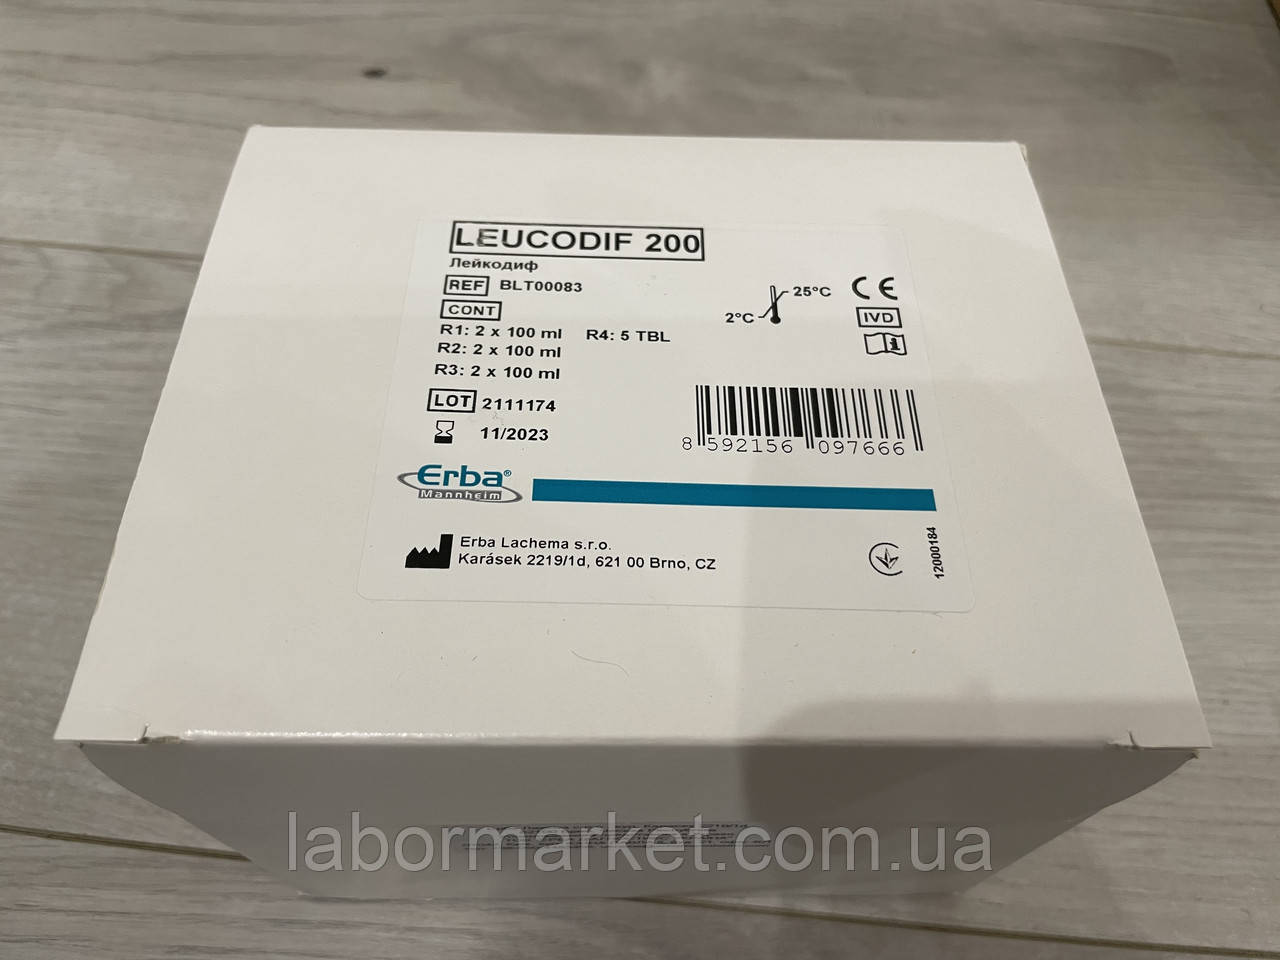 LEUCODIF 200
Лейкодиф
REF BLT00083
CONT
R1: 2 x 100 ml R4: 5 TBL
R2: 2 x 100 ml
R3: 2 x 100 ml
LOT 2111174
11/2023
25°C
2°C
CE
IVD
i
8 592156 097666
Erba®
Mannheim
Erba Lachema s.r.o.
Karásek 2219/1d, 621 00 Brno, CZ
12000184
labormarket.com.ua